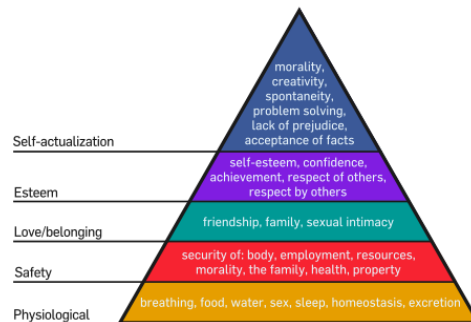 morality,
creativity,
spontaneity,
problem solving,
lack of prejudice,
acceptance of facts
Self-actualization
self-esteem, confidence,
achievement, respect of others,
respect by others
Esteem
friendship, family, sexual intimacy
Love/belonging
security of: body, employment, resources,
morality, the family, health, property
Safety
breathing, food, water, sex, sleep, homeostasis, excretion
Physiological